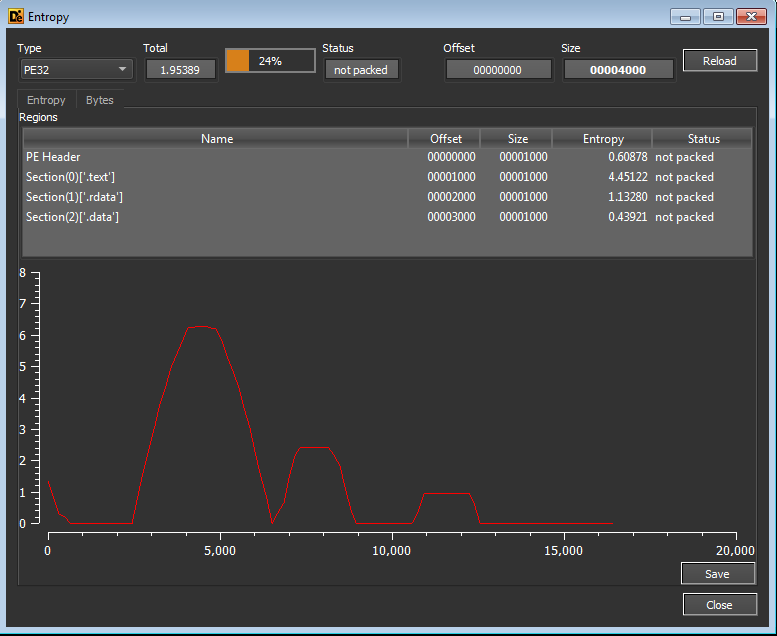 De Entropy
Type Total Status Offset Size
PE32 1.95389 24% not packed 00000000 00004000 Reload
Entropy Bytes
Regions
Name Offset Size Entropy Status
PE Header 00000000 00001000 0.60878 not packed
Section(0)['.text'] 00001000 00001000 4.45122 not packed
Section(1)['.rdata'] 00002000 00001000 1.13280 not packed
Section(2)['.data'] 00003000 00001000 0.43921 not packed
8
7
6
5
4
3
2
1
0
0 5,000 10,000 15,000 20,000
Save
Close